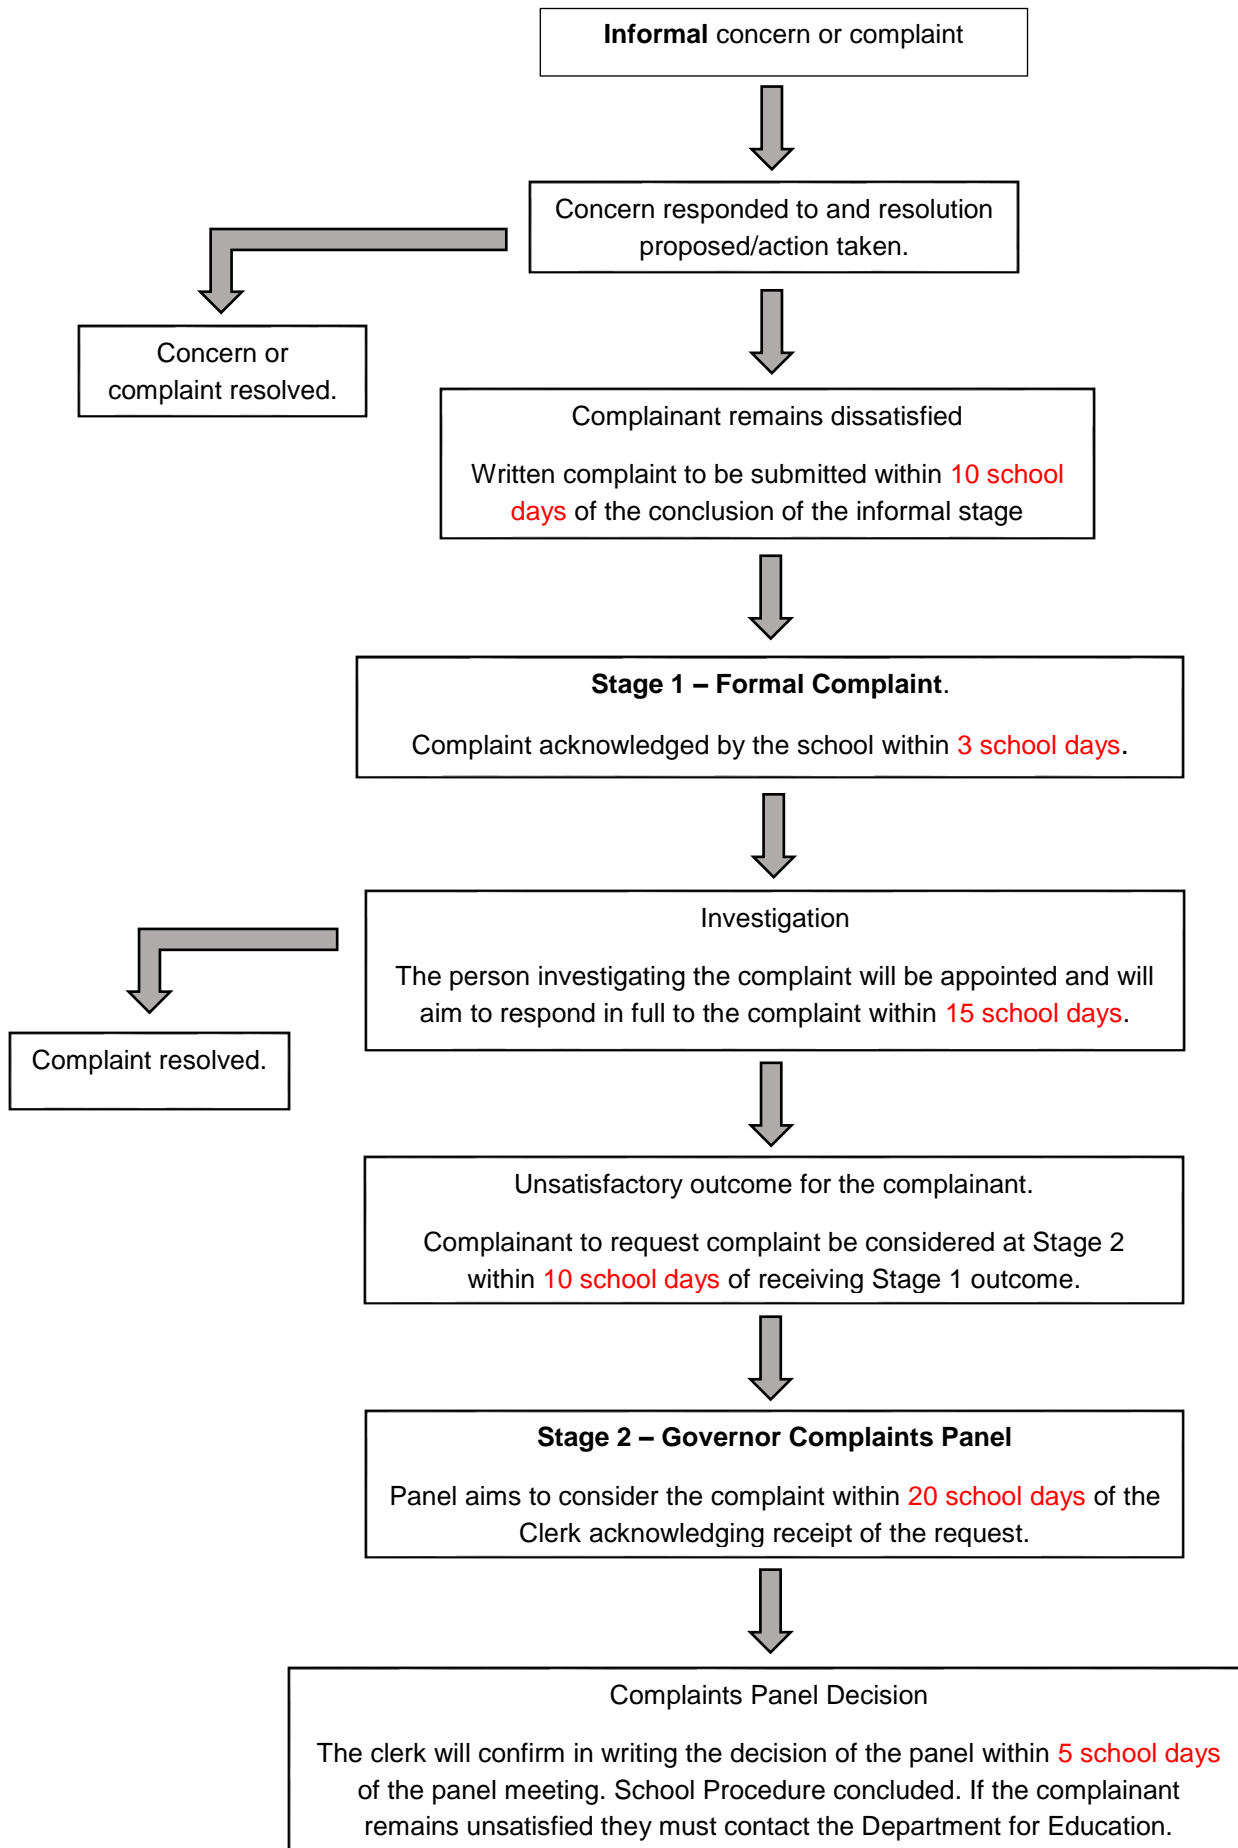 Informal concern or complaint
Concern responded to and resolution
proposed/action taken.
Concern or
complaint resolved.
Complainant remains dissatisfied
Written complaint to be submitted within 10 school
days of the conclusion of the informal stage
Stage 1 – Formal Complaint.
Complaint acknowledged by the school within 3 school days.
Investigation
The person investigating the complaint will be appointed and will
aim to respond in full to the complaint within 15 school days.
Complaint resolved.
Unsatisfactory outcome for the complainant.
Complainant to request complaint be considered at Stage 2
within 10 school days of receiving Stage 1 outcome.
Stage 2 – Governor Complaints Panel
Panel aims to consider the complaint within 20 school days of the
Clerk acknowledging receipt of the request.
Complaints Panel Decision
The clerk will confirm in writing the decision of the panel within 5 school days
of the panel meeting. School Procedure concluded. If the complainant
remains unsatisfied they must contact the Department for Education.